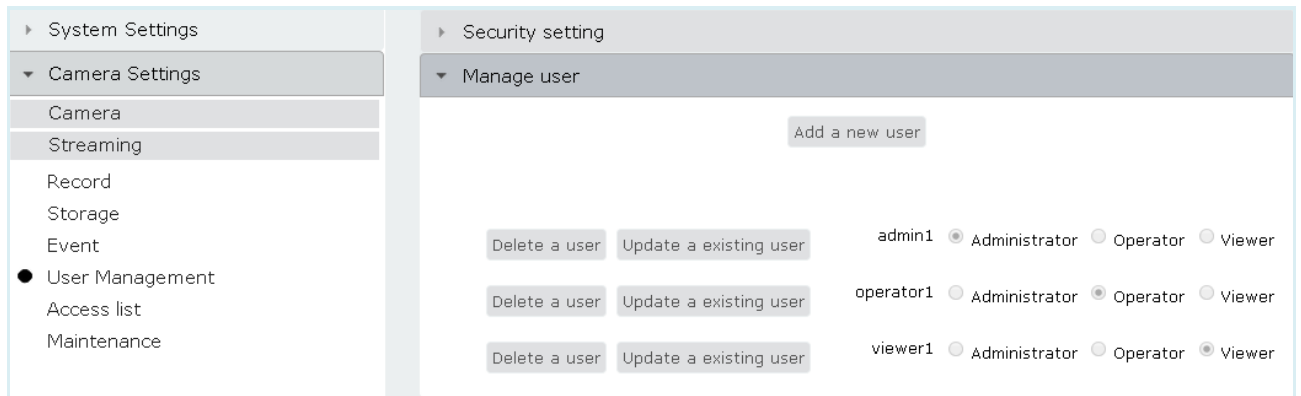 System Settings
Camera Settings
Camera
Streaming
Record
Storage
Event
User Management
Access list
Maintenance
Security setting
Manage user
Add a new user
Delete a user Update a existing user admin1 Administrator Operator Viewer
Delete a user Update a existing user operator1 Administrator Operator Viewer
Delete a user Update a existing user viewer1 Administrator Operator Viewer